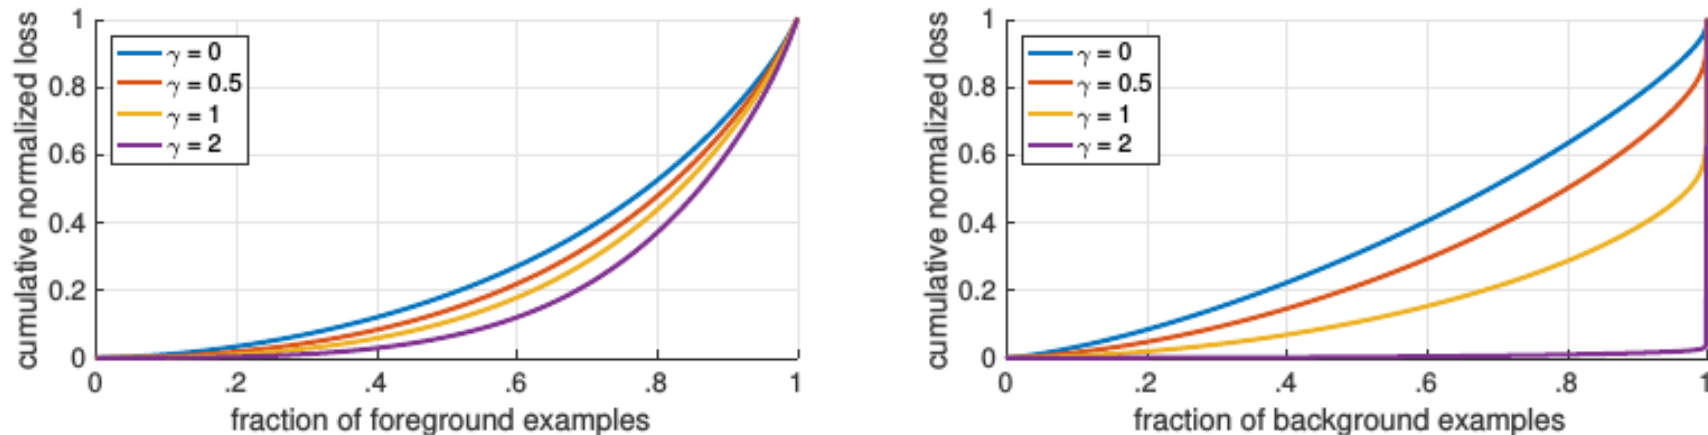 cumulative normalized loss
1
0.8
0.6
0.4
0.2
0
γ = 0
γ = 0.5
γ = 1
γ = 2
0 .2 .4 .6 .8 1
fraction of foreground examples
cumulative normalized loss
1
0.8
0.6
0.4
0.2
0
γ = 0
γ = 0.5
γ = 1
γ = 2
0 .2 .4 .6 .8 1
fraction of background examples